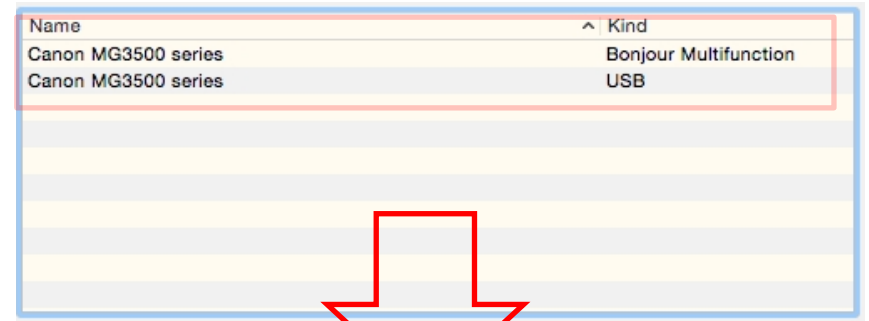 Name Kind
Canon MG3500 series Bonjour Multifunction
Canon MG3500 series USB